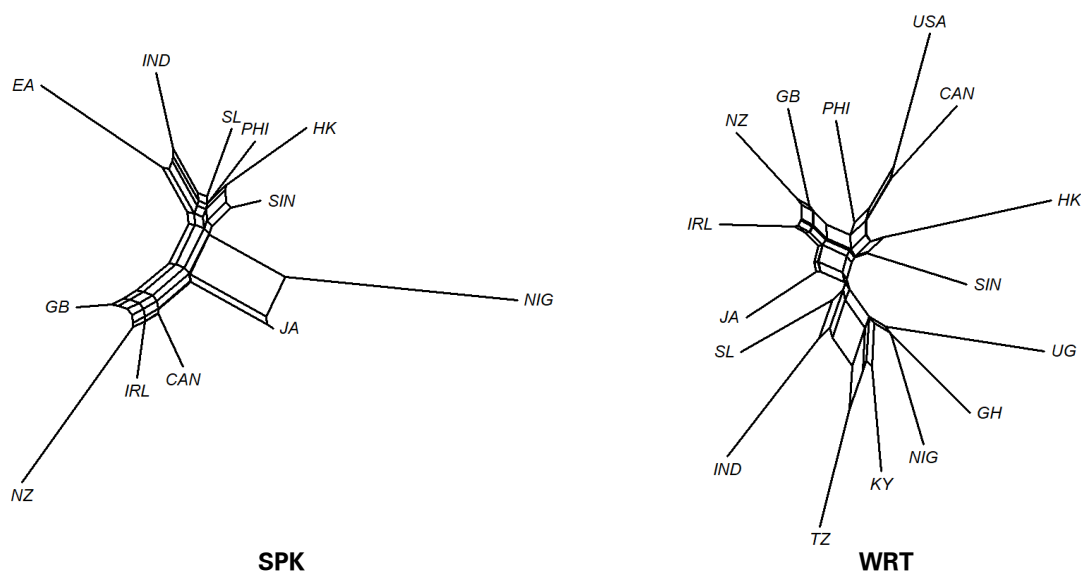 IND
EA
SL
PHI
HK
SIN
NIG
GB
JA
CAN
IRL
NZ
SPK
USA
CAN
GB
PHI
NZ
HK
IRL
SIN
JA
SL
UG
GH
NIG
IND
KY
TZ
WRT